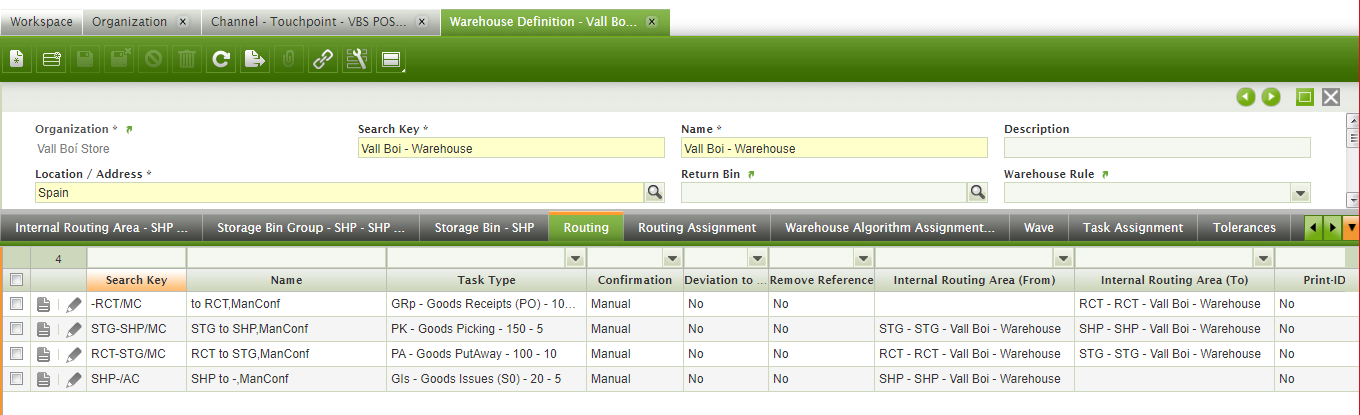 Workspace Organization Channel - Touchpoint - VBS POS... Warehouse Definition - Vall Bo...
Organization * Search Key * Name * Description
Vall Boí Store Vall Boi - Warehouse Vall Boi - Warehouse
Location / Address * Return Bin Warehouse Rule
Spain
Internal Routing Area - SHP ... Storage Bin Group - SHP - SHP ... Storage Bin - SHP Routing Routing Assignment Warehouse Algorithm Assignment... Wave Task Assignment Tolerances
4
Search Key Name Task Type Confirmation Deviation to ... Remove Reference Internal Routing Area (From) Internal Routing Area (To) Print-ID
-RCT/MC to RCT,ManConf GRp - Goods Receipts (PO) - 10... Manual No No RCT - RCT - Vall Boi - Warehouse No
STG-SHP/MC STG to SHP,ManConf PK - Goods Picking - 150 - 5 Manual No No STG - STG - Vall Boi - Warehouse SHP - SHP - Vall Boi - Warehouse No
RCT-STG/MC RCT to STG,ManConf PA - Goods PutAway - 100 - 10 Manual No No RCT - RCT - Vall Boi - Warehouse STG - STG - Vall Boi - Warehouse No
SHP-/AC SHP to -,ManConf GIs - Goods Issues (S0) - 20 - 5 Manual No No SHP - SHP - Vall Boi - Warehouse No